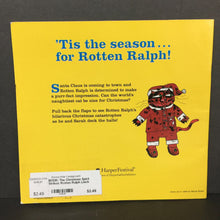 'Tis the season...
for Rotten Ralph!
Santa Claus is coming to town and
Rotten Ralph is determined to make
a purr-fect impression. Can the world's
naughtiest cat be nice for Christmas?
Pull back the flaps to see Rotten Ralph's
hilarious Christmas catastrophes
as he and Sarah deck the halls!
HarperFestival
$3.49